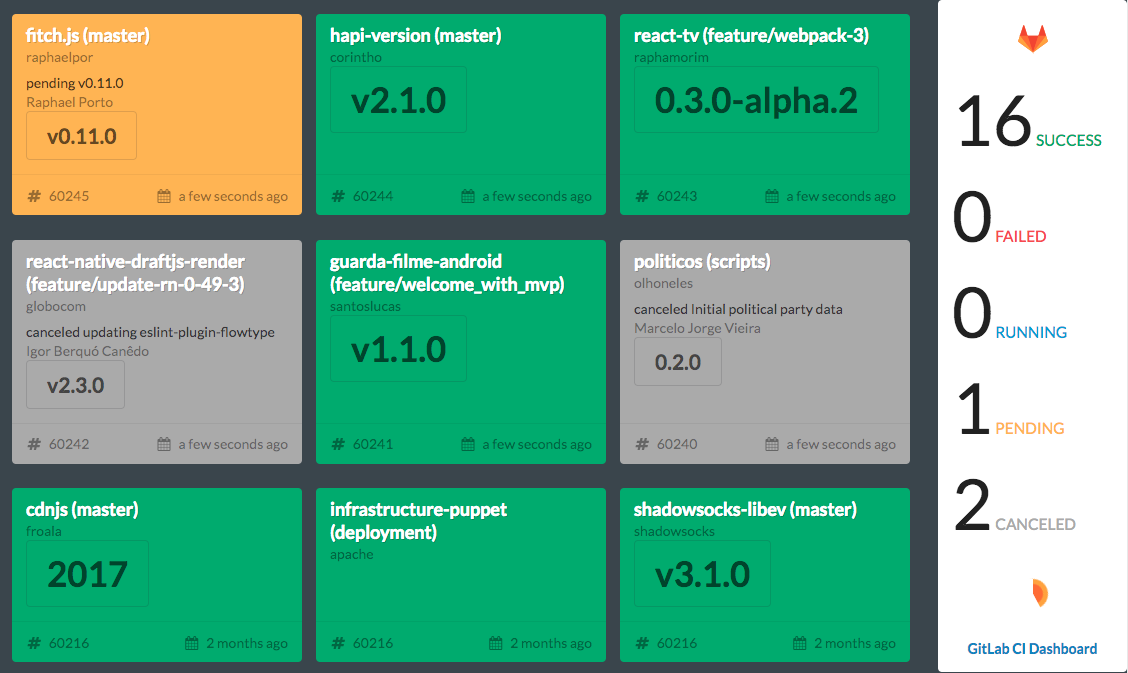 fitch.js (master)
raphaelpor
pending v0.11.0
Raphael Porto
v0.11.0
# 60245 a few seconds ago
hapi-version (master)
corintho
v2.1.0
# 60244 a few seconds ago
react-tv (feature/webpack-3)
raphamorim
0.3.0-alpha.2
# 60243 a few seconds ago
react-native-draftjs-render
(feature/update-rn-0-49-3)
globocom
canceled updating eslint-plugin-flowtype
Igor Berquó Canêdo
v2.3.0
# 60242 a few seconds ago
guarda-filme-android
(feature/welcome_with_mvp)
santoslucas
v1.1.0
# 60241 a few seconds ago
politicos (scripts)
olhoneles
canceled Initial political party data
Marcelo Jorge Vieira
0.2.0
# 60240 a few seconds ago
cdnjs (master)
froala
2017
# 60216 2 months ago
infrastructure-puppet
(deployment)
apache
# 60216 2 months ago
shadowsocks-libev (master)
shadowsocks
v3.1.0
# 60216 2 months ago
16 SUCCESS
0 FAILED
0 RUNNING
1 PENDING
2 CANCELED
GitLab CI Dashboard